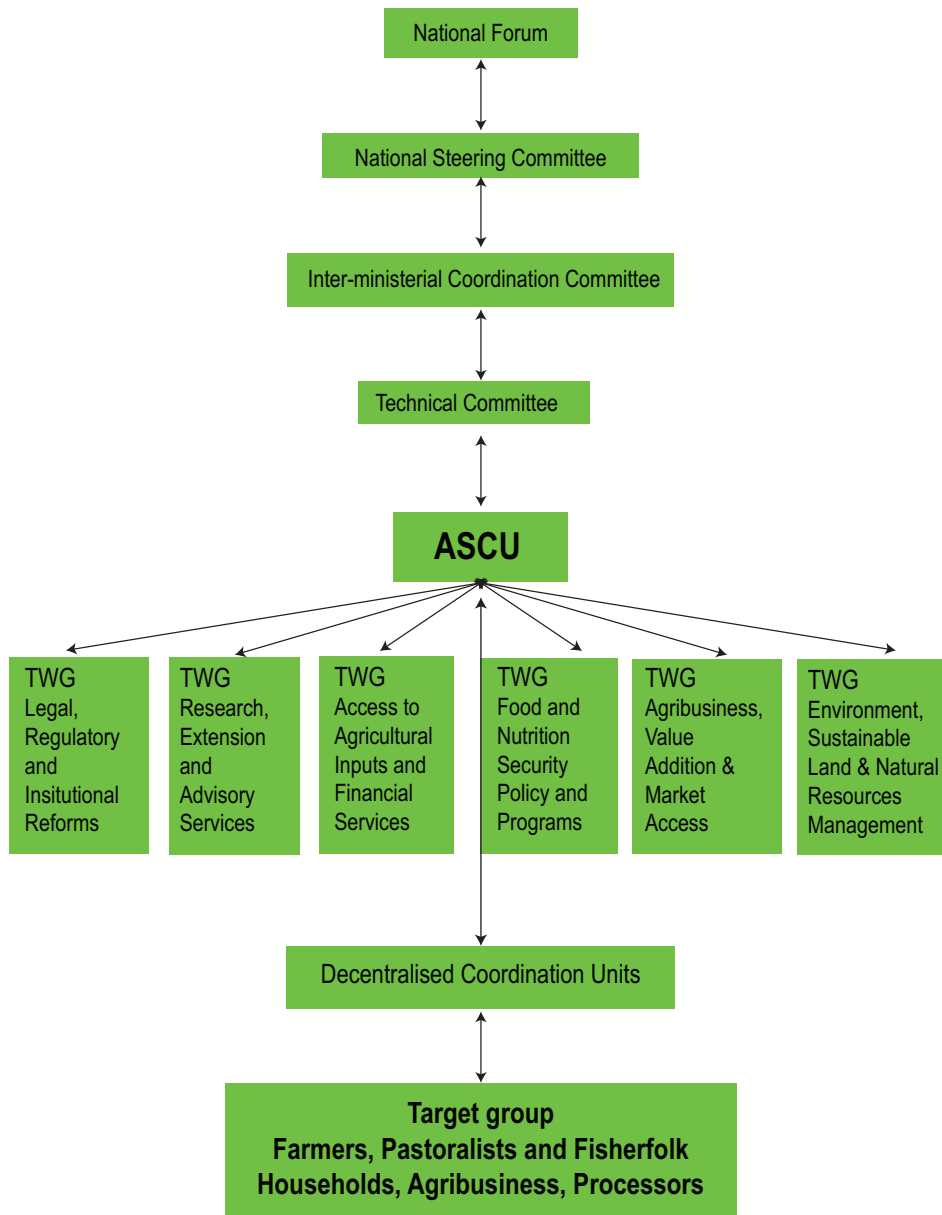 National Forum
National Steering Committee
Inter-ministerial Coordination Committee
Technical Committee
ASCU
TWG
Legal,
Regulatory
and
Insitutional
Reforms
TWG
Research,
Extension
and
Advisory
Services
TWG
Access to
Agricultural
Inputs and
Financial
Services
TWG
Food and
Nutrition
Security
Policy and
Programs
TWG
Agribusiness,
Value
Addition &
Market
Access
TWG
Environment,
Sustainable
Land & Natural
Resources
Management
Decentralised Coordination Units
Target group
Farmers, Pastoralists and Fisherfolk
Households, Agribusiness, Processors